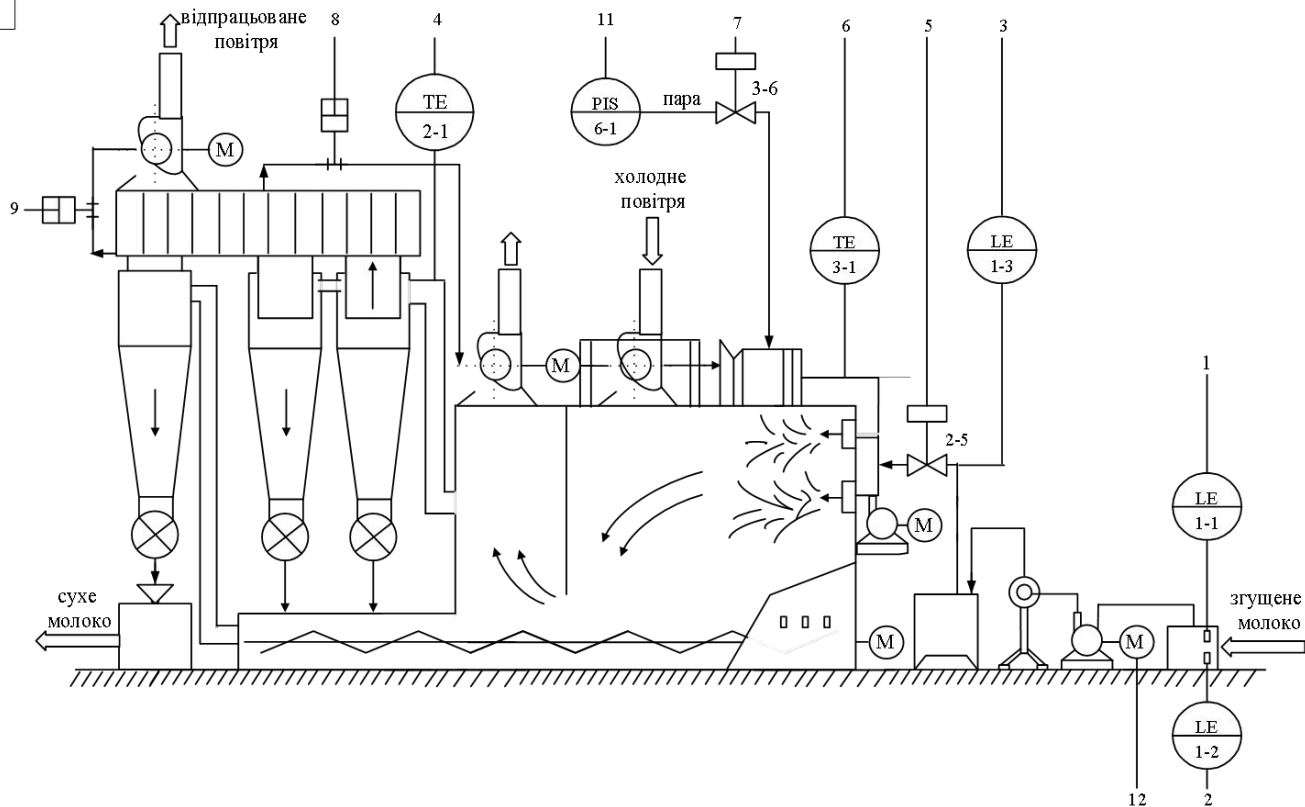 відпрацьоване
повітря
8
4
11
7
6
5
3
TE
2-1
PIS
6-1
пара
3-6
M
9
холодне
повітря
TE
3-1
LE
1-3
M
1
2-5
LE
1-1
M
сухе
молоко
згущене
молоко
M
M
LE
1-2
12
2